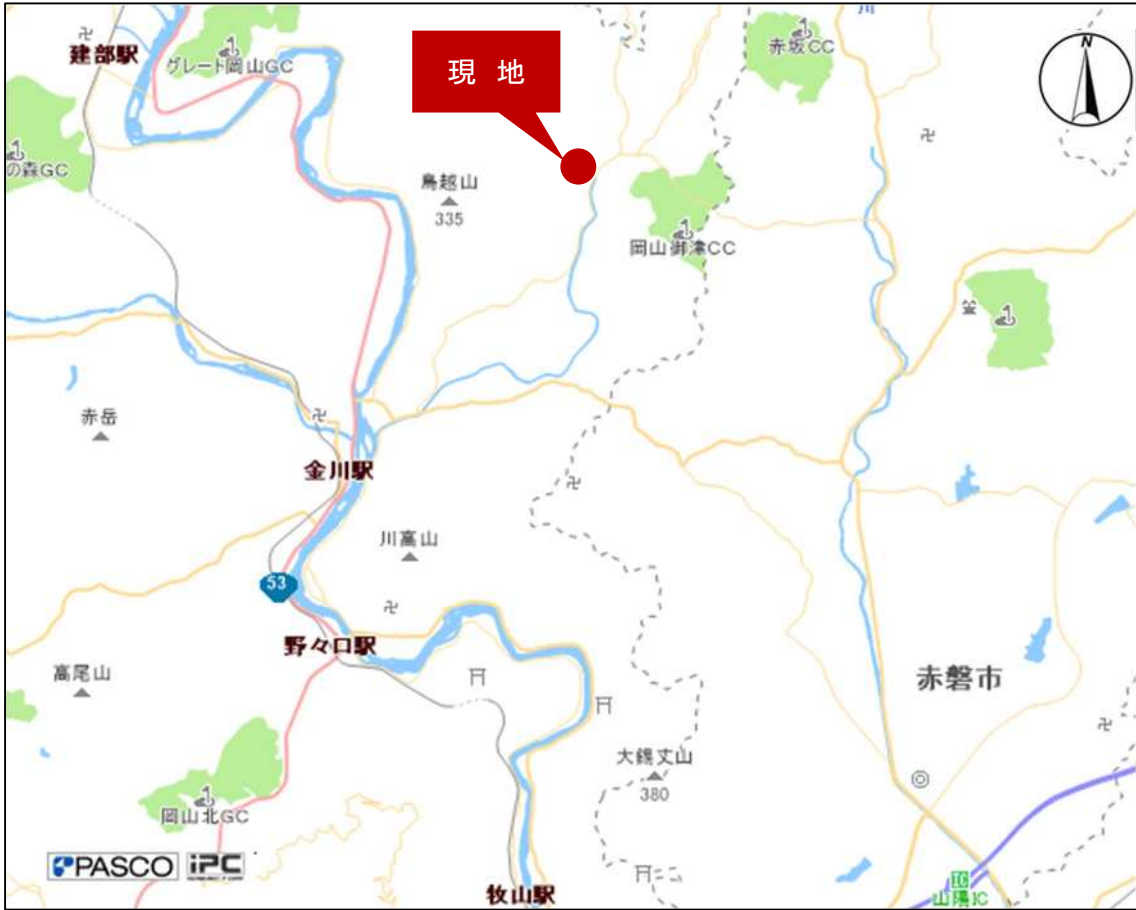 建部駅
グレート岡山GC
現 地
赤坂CC
川
N
の森GC
鳥越山
335
岡山御津CC
赤岳
金川駅
川高山
53
野々口駅
高尾山
赤磐市
大鍋丈山
380
岡山北GC
PASCO iPC
牧山駅
IC
山陽IC